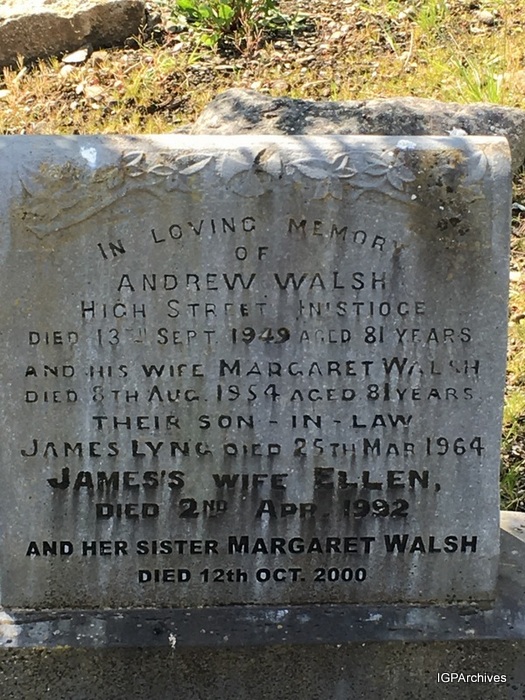 IN LOVING MEMORY
OF
ANDREW WALSH
HIGH STREET INISTIOGE
DIED 13TH SEPT. 1949 AGED 81 YEARS
AND HIS WIFE MARGARET WALSH
DIED 8TH AUG. 1954 AGED 81 YEARS.
THEIR SON-IN-LAW
JAMES LYNG DIED 25TH MAR 1964
JAMES'S WIFE ELLEN,
DIED 2ND APR. 1992
AND HER SISTER MARGARET WALSH
DIED 12th OCT. 2000
IGPArchives